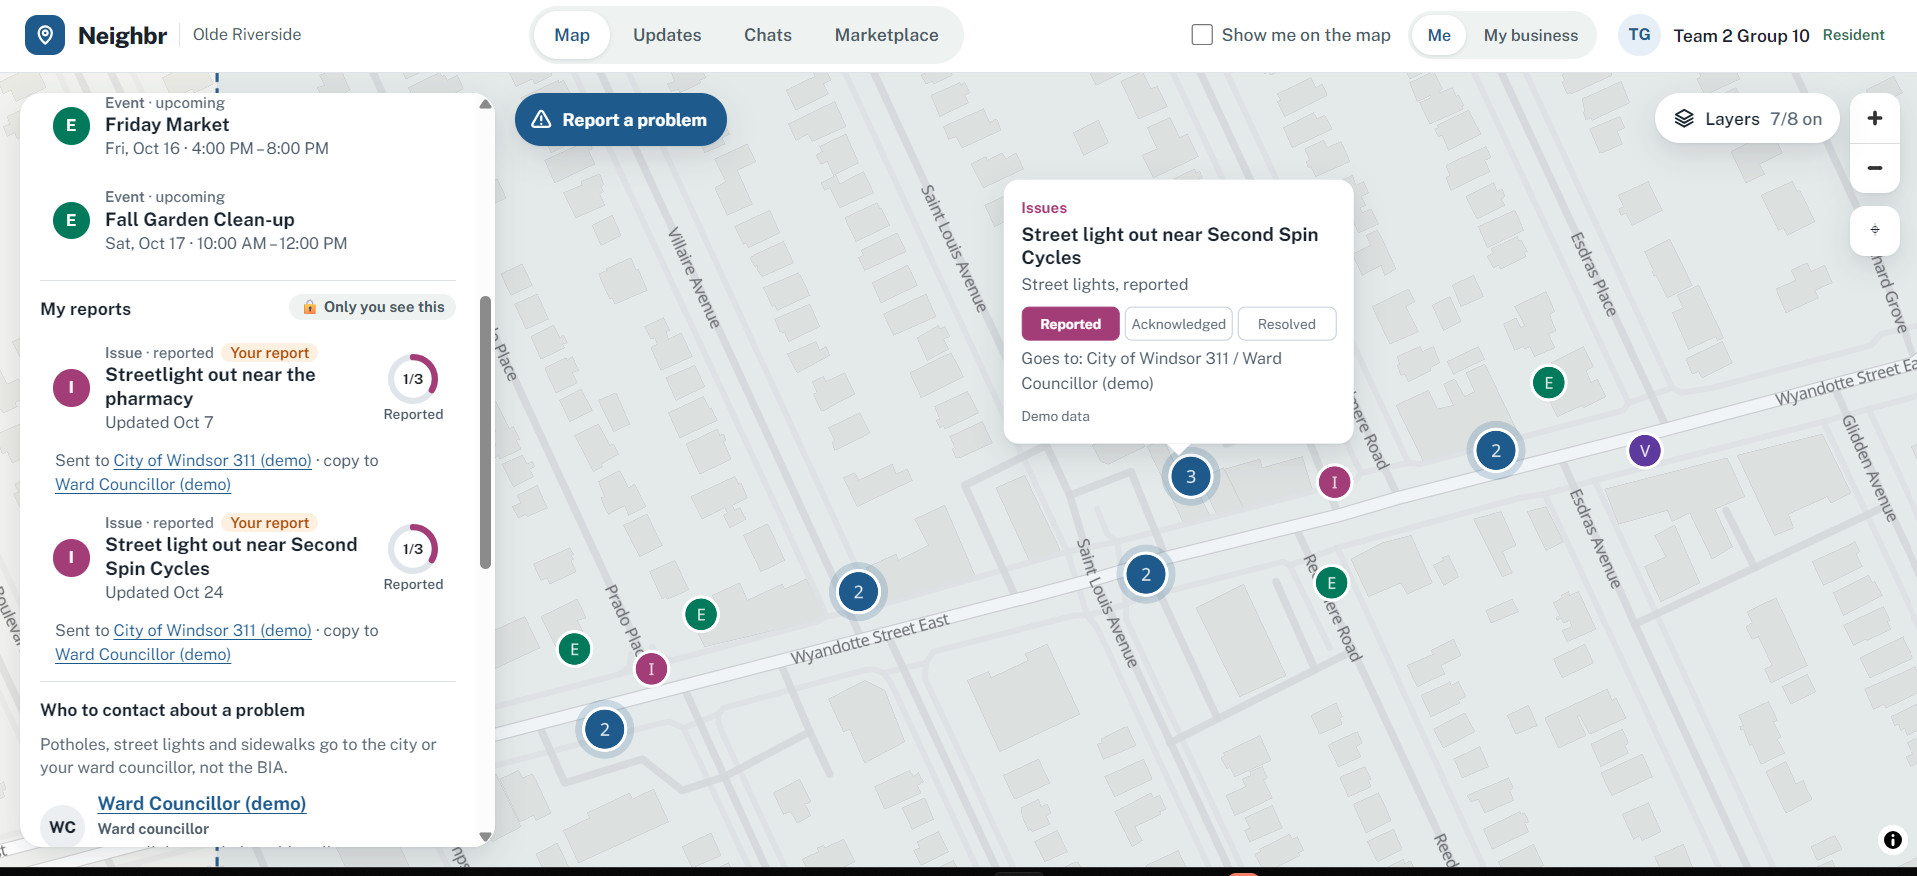 Neighbr
Olde Riverside
Map
Updates
Chats
Marketplace
Show me on the map
Me
My business
TG
Team 2 Group 10
Resident
Event · upcoming
E
Friday Market
Fri, Oct 16 · 4:00 PM – 8:00 PM
Event · upcoming
E
Fall Garden Clean-up
Sat, Oct 17 · 10:00 AM – 12:00 PM
My reports
Only you see this
Issue · reported
Your report
I
Streetlight out near the
pharmacy
Updated Oct 7
1/3
Reported
Sent to City of Windsor 311 (demo) · copy to
Ward Councillor (demo)
Issue · reported
Your report
I
Street light out near Second
Spin Cycles
Updated Oct 24
1/3
Reported
Sent to City of Windsor 311 (demo) · copy to
Ward Councillor (demo)
Who to contact about a problem
Potholes, street lights and sidewalks go to the city or
your ward councillor, not the BIA.
WC
Ward Councillor (demo)
Ward councillor
Report a problem
Layers
7/8 on
+
−
Issues
Street light out near Second Spin
Cycles
Street lights, reported
Reported
Acknowledged
Resolved
Goes to: City of Windsor 311 / Ward
Councillor (demo)
Demo data
Villaire Avenue
Saint Louis Avenue
Esdras Place
Wyandotte Street Ea
Glidden Avenue
Esdras Avenue
Saint Louis Avenue
Wyandotte Street East
Place
Road
Road
Grove
E
V
2
3
I
2
E
2
E
E
I
2